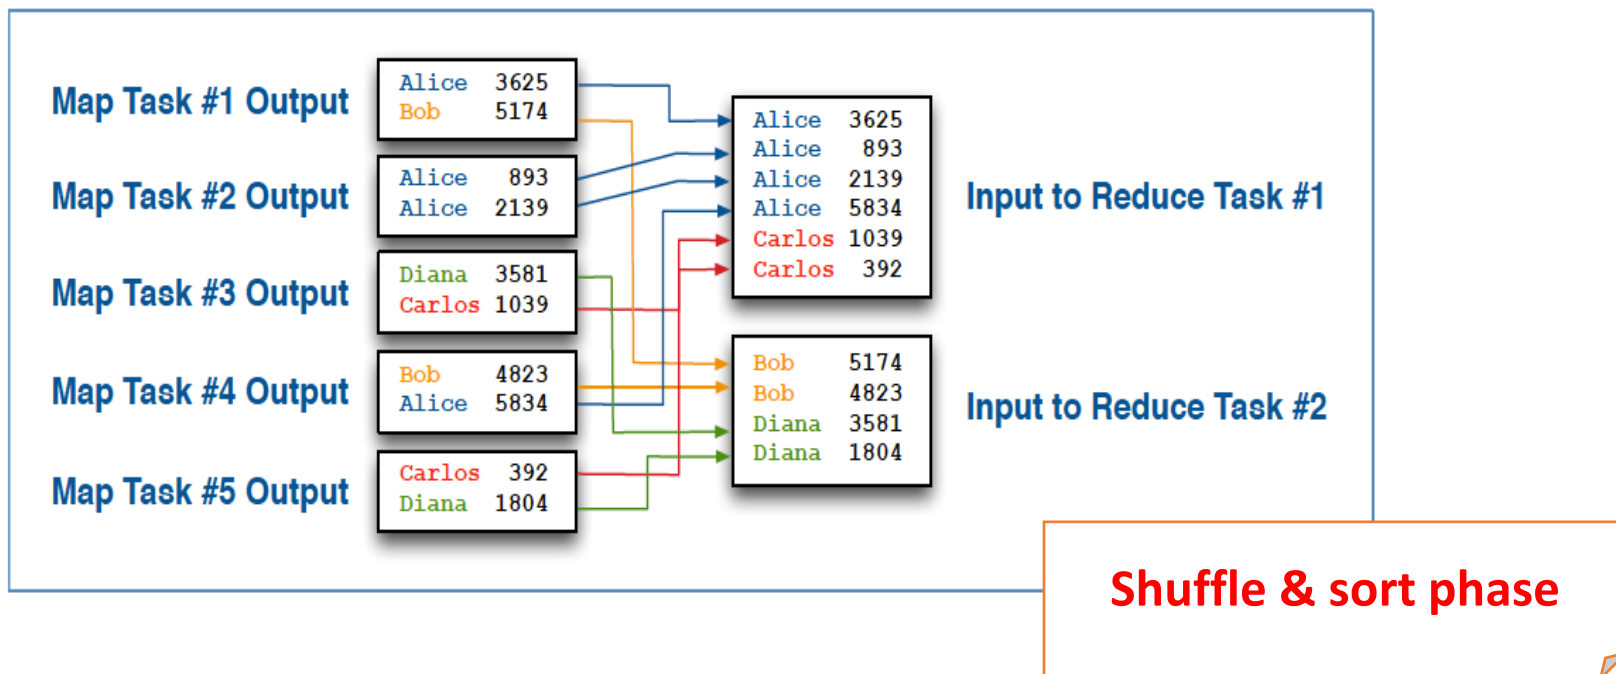 Map Task #1 Output
Alice 3625
Bob 5174
Map Task #2 Output
Alice 893
Alice 2139
Map Task #3 Output
Diana 3581
Carlos 1039
Map Task #4 Output
Bob 4823
Alice 5834
Map Task #5 Output
Carlos 392
Diana 1804
Alice 3625
Alice 893
Alice 2139
Alice 5834
Carlos 1039
Carlos 392
Input to Reduce Task #1
Bob 5174
Bob 4823
Diana 3581
Diana 1804
Input to Reduce Task #2
Shuffle & sort phase